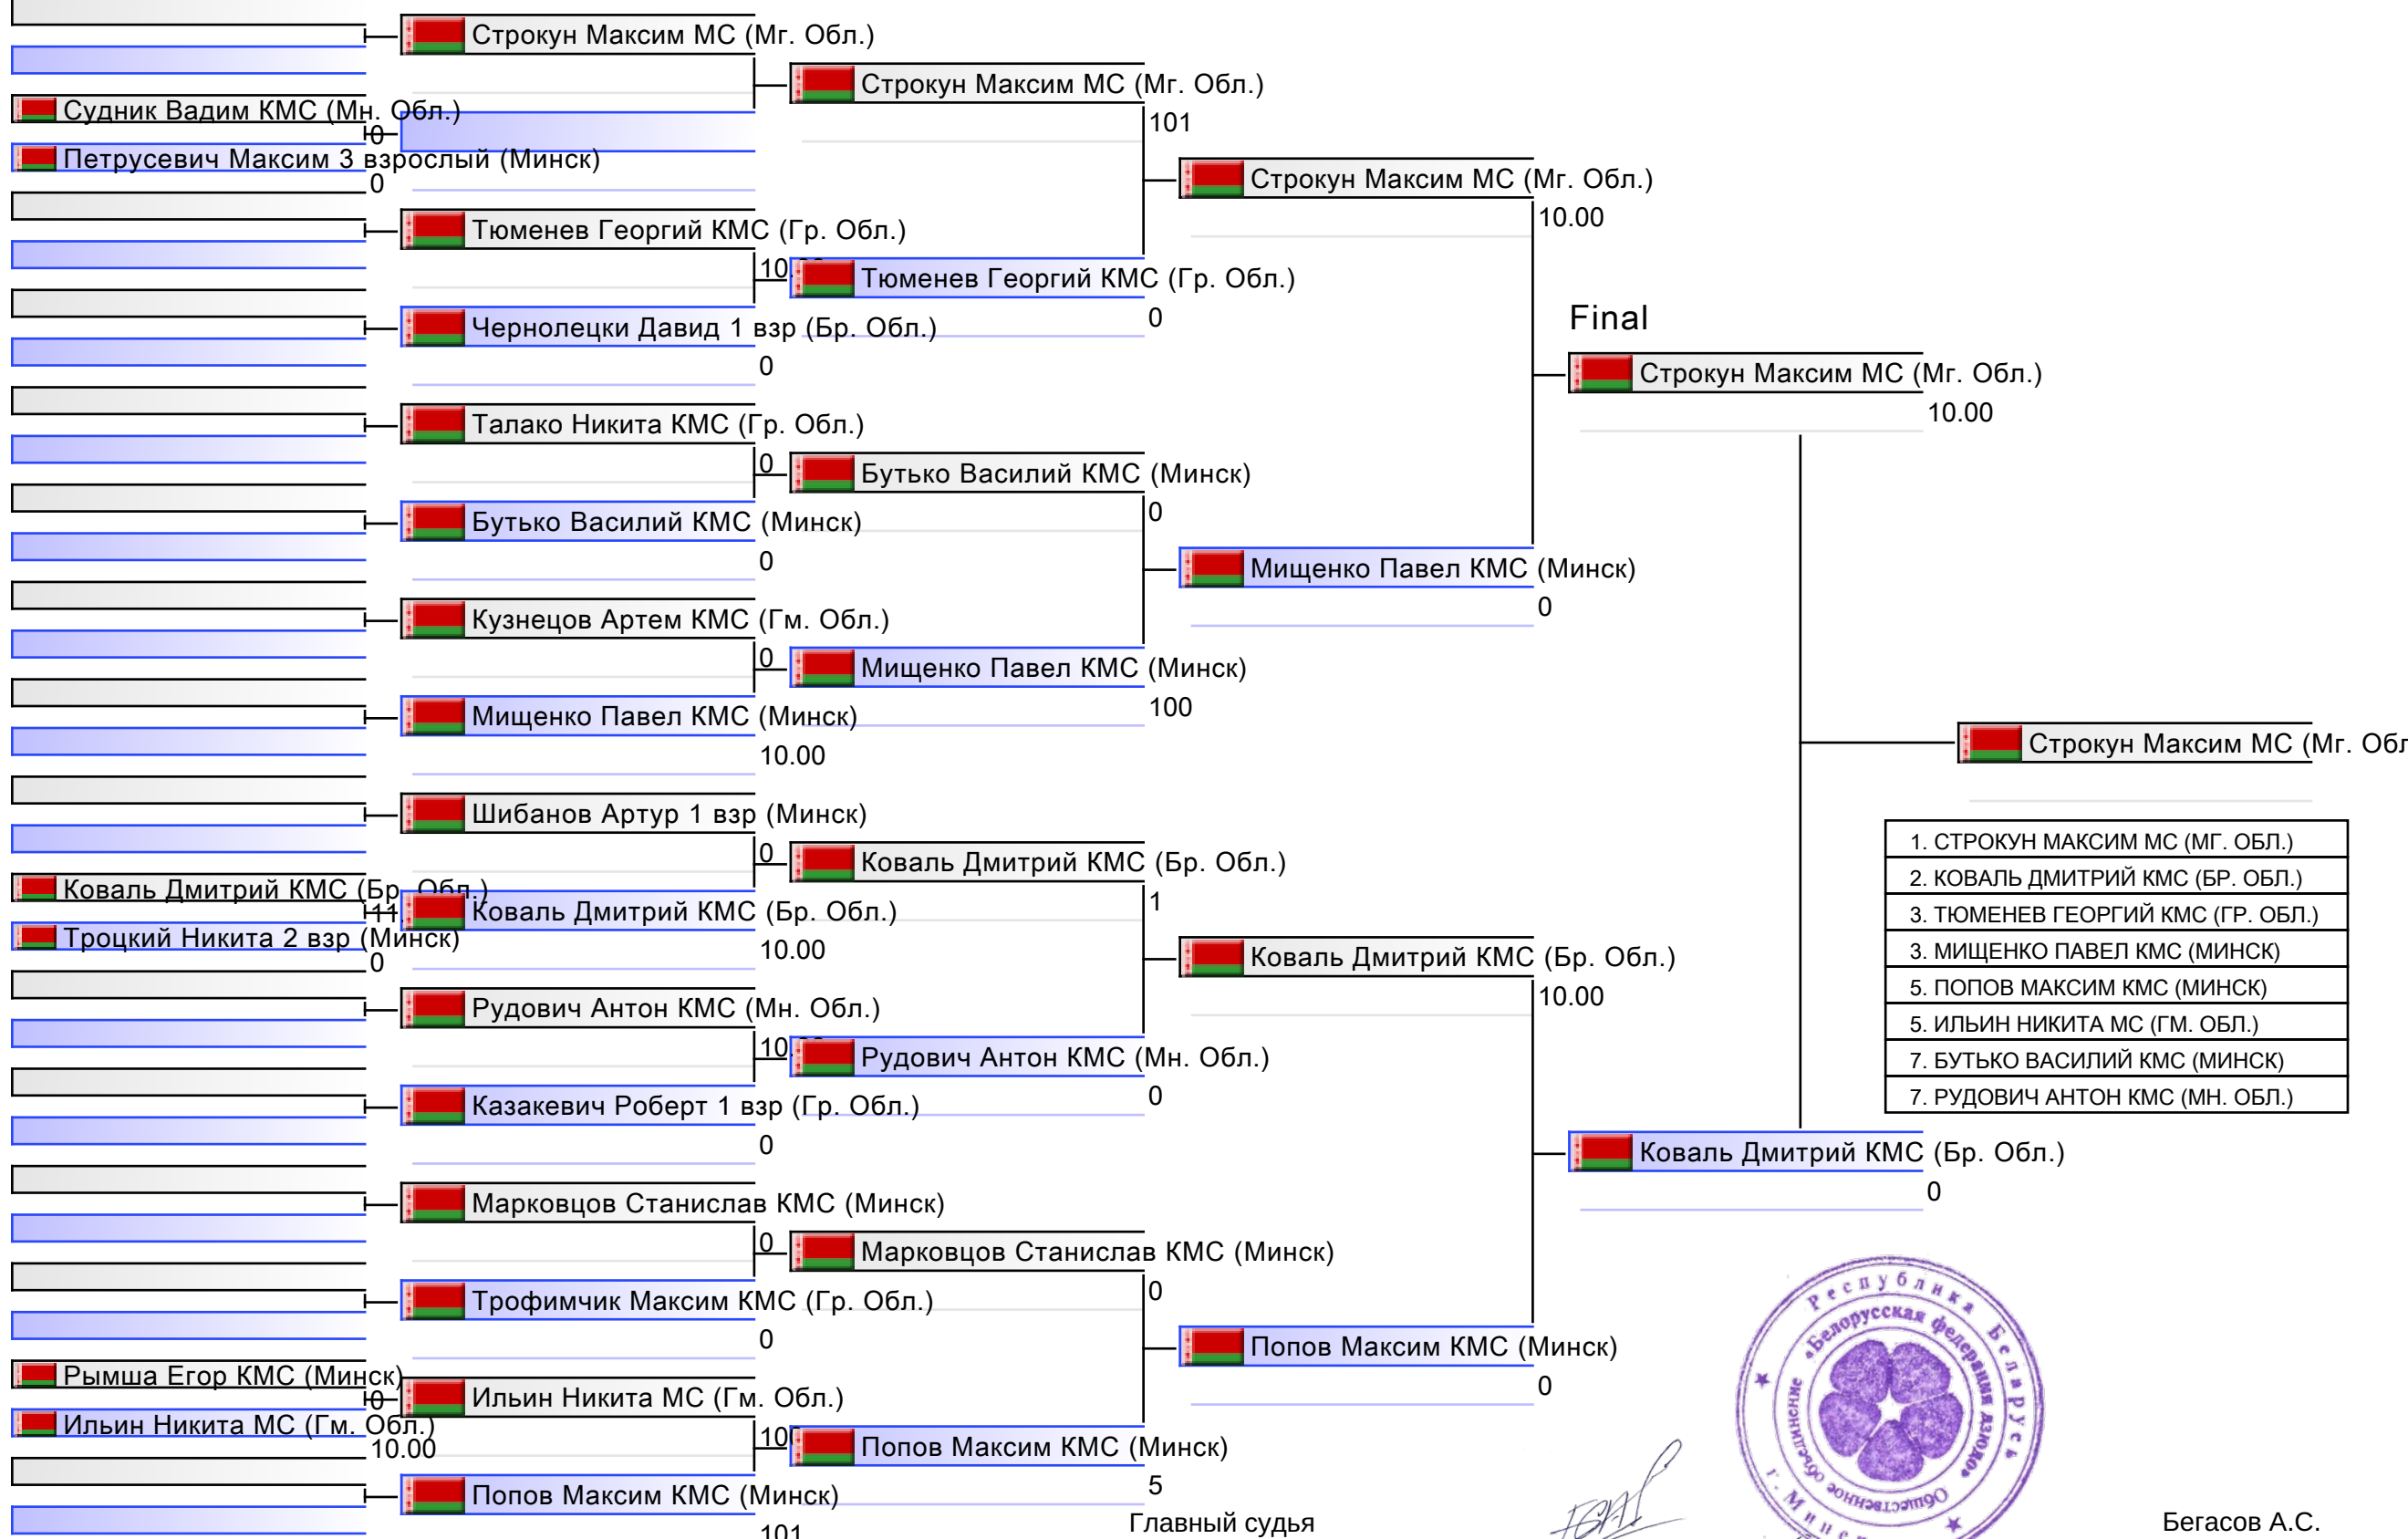 Строкун Максим МС (Мг. Обл.)
Судник Вадим КМС (Мн. Обл.)
0
Петрусевич Максим 3 взрослый (Минск)
0
Тюменев Георгий КМС (Гр. Обл.)
Чернолецки Давид 1 взр (Бр. Обл.)
0
Талако Никита КМС (Гр. Обл.)
0
Бутько Василий КМС (Минск)
0
Кузнецов Артем КМС (Гм. Обл.)
0
Мищенко Павел КМС (Минск)
10.00
Шибанов Артур 1 взр (Минск)
0
Коваль Дмитрий КМС (Бр. Обл.)
Троцкий Никита 2 взр (Минск)
0
Коваль Дмитрий КМС (Бр. Обл.)
10.00
Рудович Антон КМС (Мн. Обл.)
Казакевич Роберт 1 взр (Гр. Обл.)
0
Марковцов Станислав КМС (Минск)
0
Трофимчик Максим КМС (Гр. Обл.)
0
Рымша Егор КМС (Минск)
0
Ильин Никита МС (Гм. Обл.)
10.00
Ильин Никита МС (Гм. Обл.)
Попов Максим КМС (Минск)
101
Строкун Максим МС (Мг. Обл.)
101
Тюменев Георгий КМС (Гр. Обл.)
0
Бутько Василий КМС (Минск)
0
Мищенко Павел КМС (Минск)
100
Коваль Дмитрий КМС (Бр. Обл.)
1
Рудович Антон КМС (Мн. Обл.)
0
Марковцов Станислав КМС (Минск)
0
Попов Максим КМС (Минск)
5
Строкун Максим МС (Мг. Обл.)
10.00
Мищенко Павел КМС (Минск)
0
Коваль Дмитрий КМС (Бр. Обл.)
10.00
Попов Максим КМС (Минск)
0
Final
Строкун Максим МС (Мг. Обл.)
10.00
Коваль Дмитрий КМС (Бр. Обл.)
0
Строкун Максим МС (Мг. Обл
1. СТРОКУН МАКСИМ МС (МГ. ОБЛ.)
2. КОВАЛЬ ДМИТРИЙ КМС (БР. ОБЛ.)
3. ТЮМЕНЕВ ГЕОРГИЙ КМС (ГР. ОБЛ.)
3. МИЩЕНКО ПАВЕЛ КМС (МИНСК)
5. ПОПОВ МАКСИМ КМС (МИНСК)
5. ИЛЬИН НИКИТА МС (ГМ. ОБЛ.)
7. БУТЬКО ВАСИЛИЙ КМС (МИНСК)
7. РУДОВИЧ АНТОН КМС (МН. ОБЛ.)
Республика Беларусь
«Белорусская федерация дзюдо»
Общественное объединение
Главный судья
Бегасов А.С.